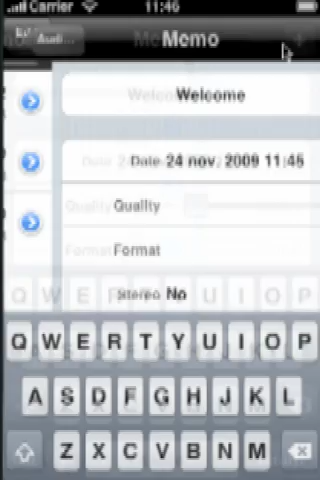 Carrier 11:46
Audi... Memo
Welcome
Date 24 nov. 2009 11:45
Quality
Format
Stereo No
Q W E R T Y U I O P
Q W E R T Y U I O P
A S D F G H J K L
Z X C V B N M